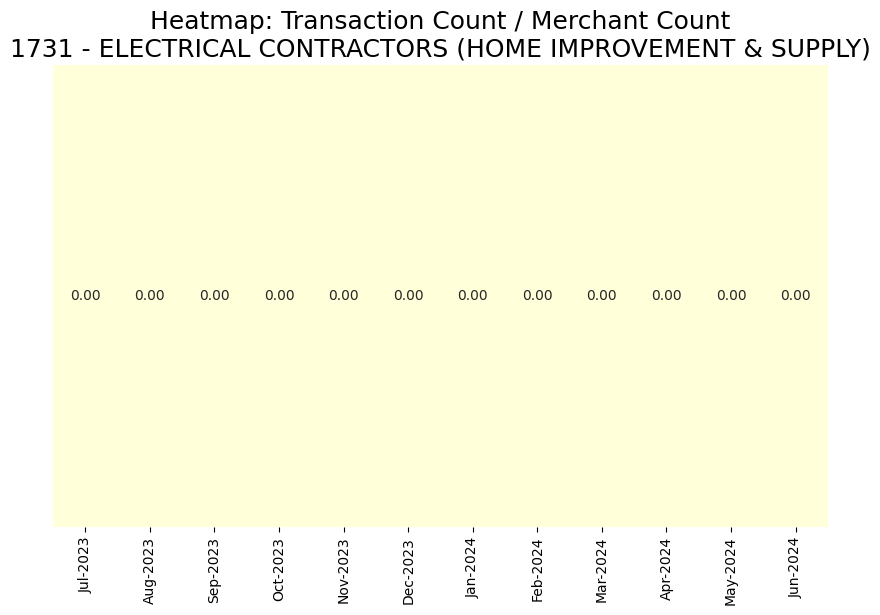 Heatmap: Transaction Count / Merchant Count
1731 - ELECTRICAL CONTRACTORS (HOME IMPROVEMENT & SUPPLY)
0.00 0.00 0.00 0.00 0.00 0.00 0.00 0.00 0.00 0.00 0.00 0.00
Jul-2023
Aug-2023
Sep-2023
Oct-2023
Nov-2023
Dec-2023
Jan-2024
Feb-2024
Mar-2024
Apr-2024
May-2024
Jun-2024